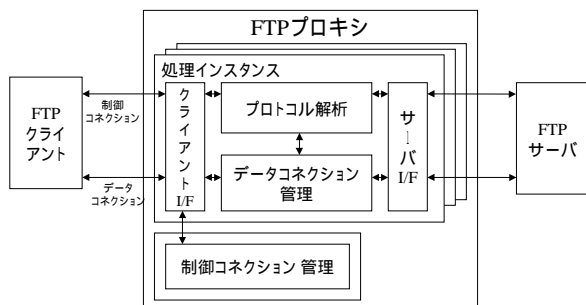 FTPプロキシ
処理インスタンス
FTP
クライ
アント
制御
コネクション
データ
コネクション
クライアント
I/F
プロトコル解析
データコネクション
管理
サーバ
I/F
FTP
サーバ
制御コネクション 管理